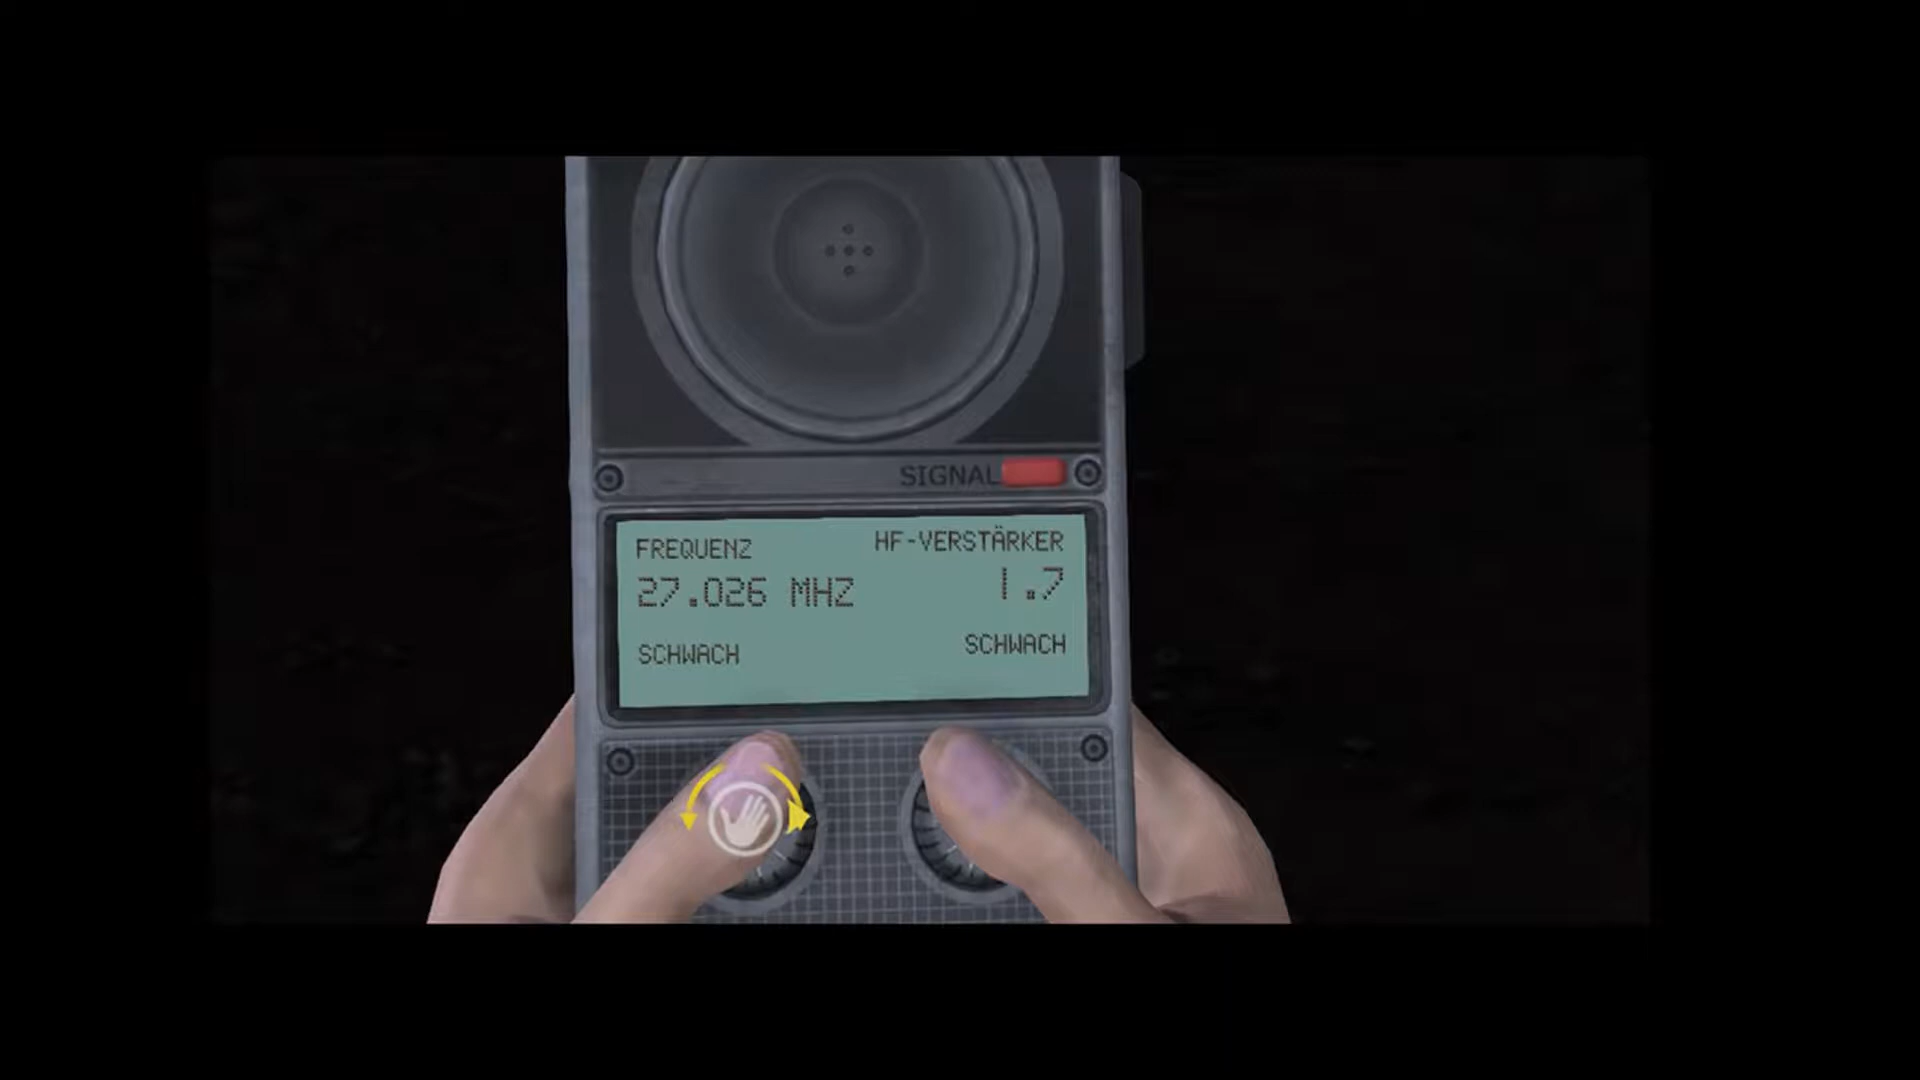 SIGNAL
FREQUENZ
HF-VERSTÄRKER
27.026 MHZ
1.7
SCHWACH
SCHWACH